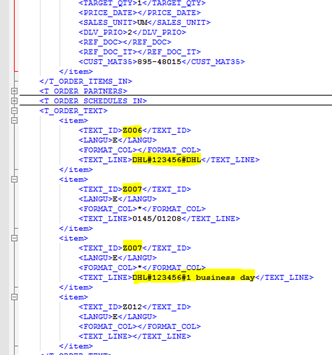 <TARGET_QTY>1</TARGET_QTY>
<PRICE_DATE></PRICE_DATE>
<SALES_UNIT>UM</SALES_UNIT>
<DLV_PRIO>2</DLV_PRIO>
<REF_DOC></REF_DOC>
<REF_DOC_IT></REF_DOC_IT>
<CUST_MAT35>895-48015</CUST_MAT35>
</item>
</T_ORDER_ITEMS_IN>
<T_ORDER_PARTNERS>
<T_ORDER_SCHEDULES_IN>
<T_ORDER_TEXT>
<item>
<TEXT_ID>Z006</TEXT_ID>
<LANGU>E</LANGU>
<FORMAT_COL></FORMAT_COL>
<TEXT_LINE>DHL#123456#DHL</TEXT_LINE>
</item>
<item>
<TEXT_ID>Z007</TEXT_ID>
<LANGU>E</LANGU>
<FORMAT_COL>*</FORMAT_COL>
<TEXT_LINE>0145/01208</TEXT_LINE>
</item>
<item>
<TEXT_ID>Z007</TEXT_ID>
<LANGU>E</LANGU>
<FORMAT_COL>*</FORMAT_COL>
<TEXT_LINE>DHL#123456#1 business day</TEXT_LINE>
</item>
<item>
<TEXT_ID>Z012</TEXT_ID>
<LANGU>E</LANGU>
<FORMAT_COL></FORMAT_COL>
<TEXT_LINE></TEXT_LINE>
</item>
</T_ORDER_TEXT>